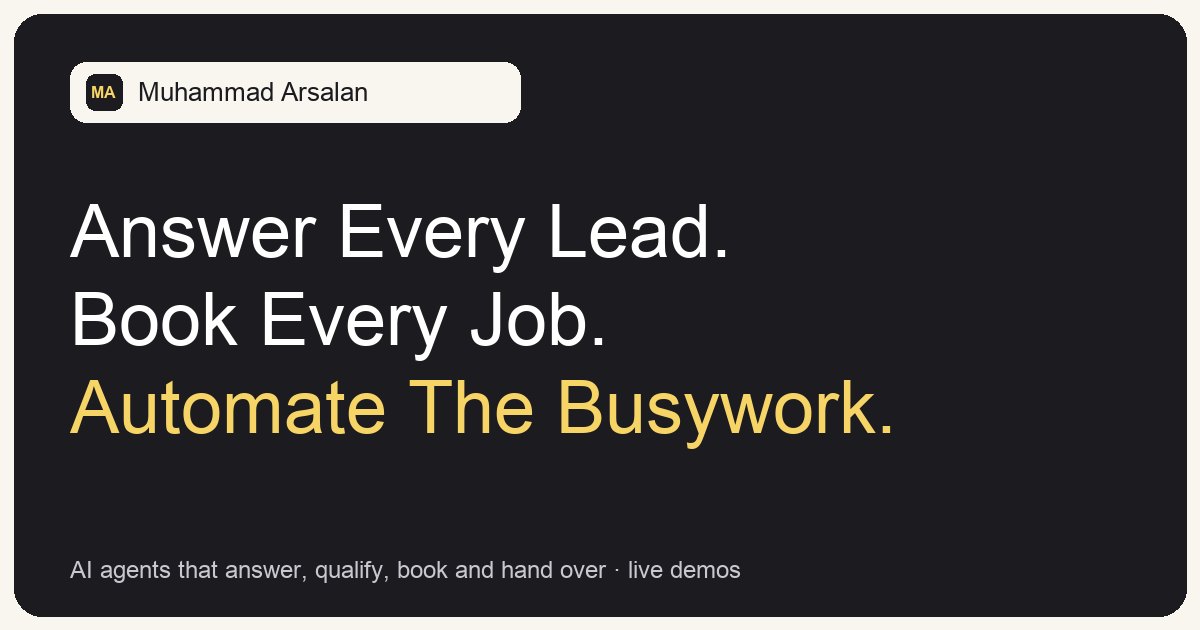 MA Muhammad Arsalan
Answer Every Lead.
Book Every Job.
Automate The Busywork.
AI agents that answer, qualify, book and hand over · live demos